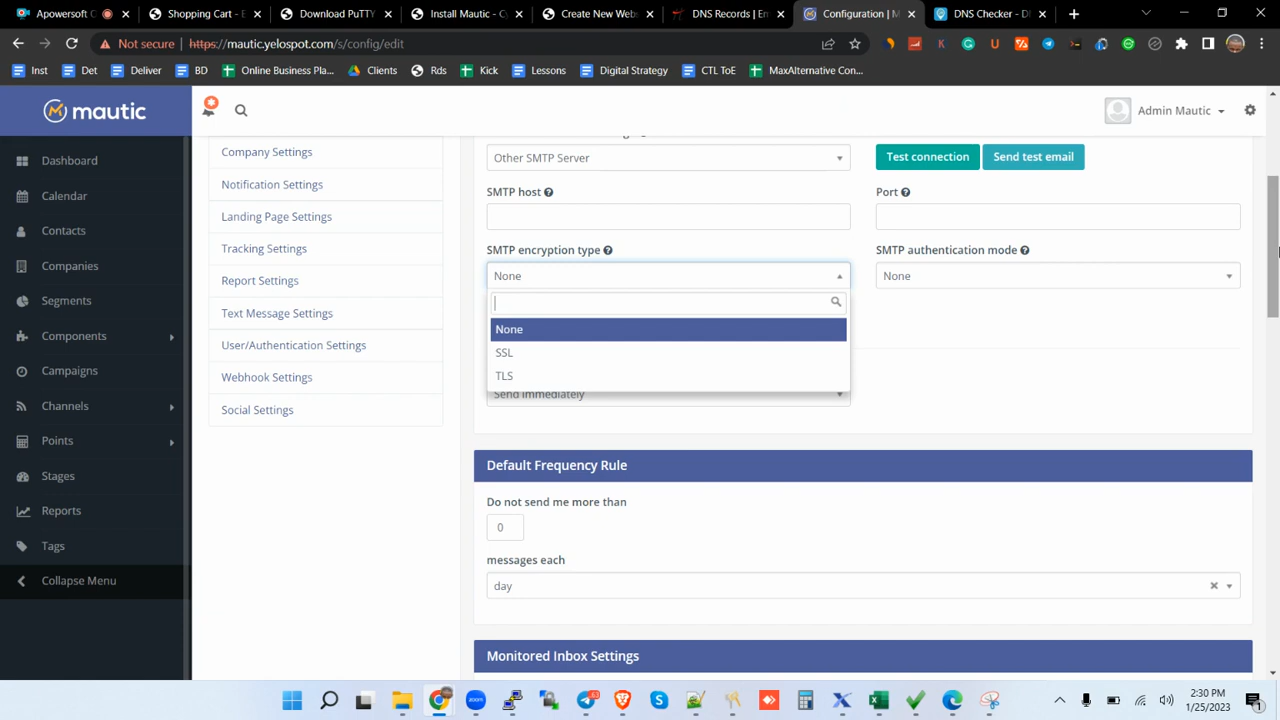 Apowersoft O
Shopping Cart - E
Download PuTTY
Install Mautic - Cy
Create New Webs
DNS Records | Em
Configuration | M
DNS Checker - DN
Not secure
https://mautic.yelospot.com/s/config/edit
Inst
Det
Deliver
BD
Online Business Pla...
Clients
Rds
Kick
Lessons
Digital Strategy
CTL ToE
MaxAlternative Con...
mautic
Admin Mautic
Dashboard
Calendar
Contacts
Companies
Segments
Components
Campaigns
Channels
Points
Stages
Reports
Tags
Collapse Menu
Company Settings
Notification Settings
Landing Page Settings
Tracking Settings
Report Settings
Text Message Settings
User/Authentication Settings
Webhook Settings
Social Settings
Other SMTP Server
Test connection
Send test email
SMTP host
Port
SMTP encryption type
SMTP authentication mode
None
None
None
SSL
TLS
Send immediately
Default Frequency Rule
Do not send me more than
0
messages each
day
Monitored Inbox Settings
zoom
2:30 PM
1/25/2023
1